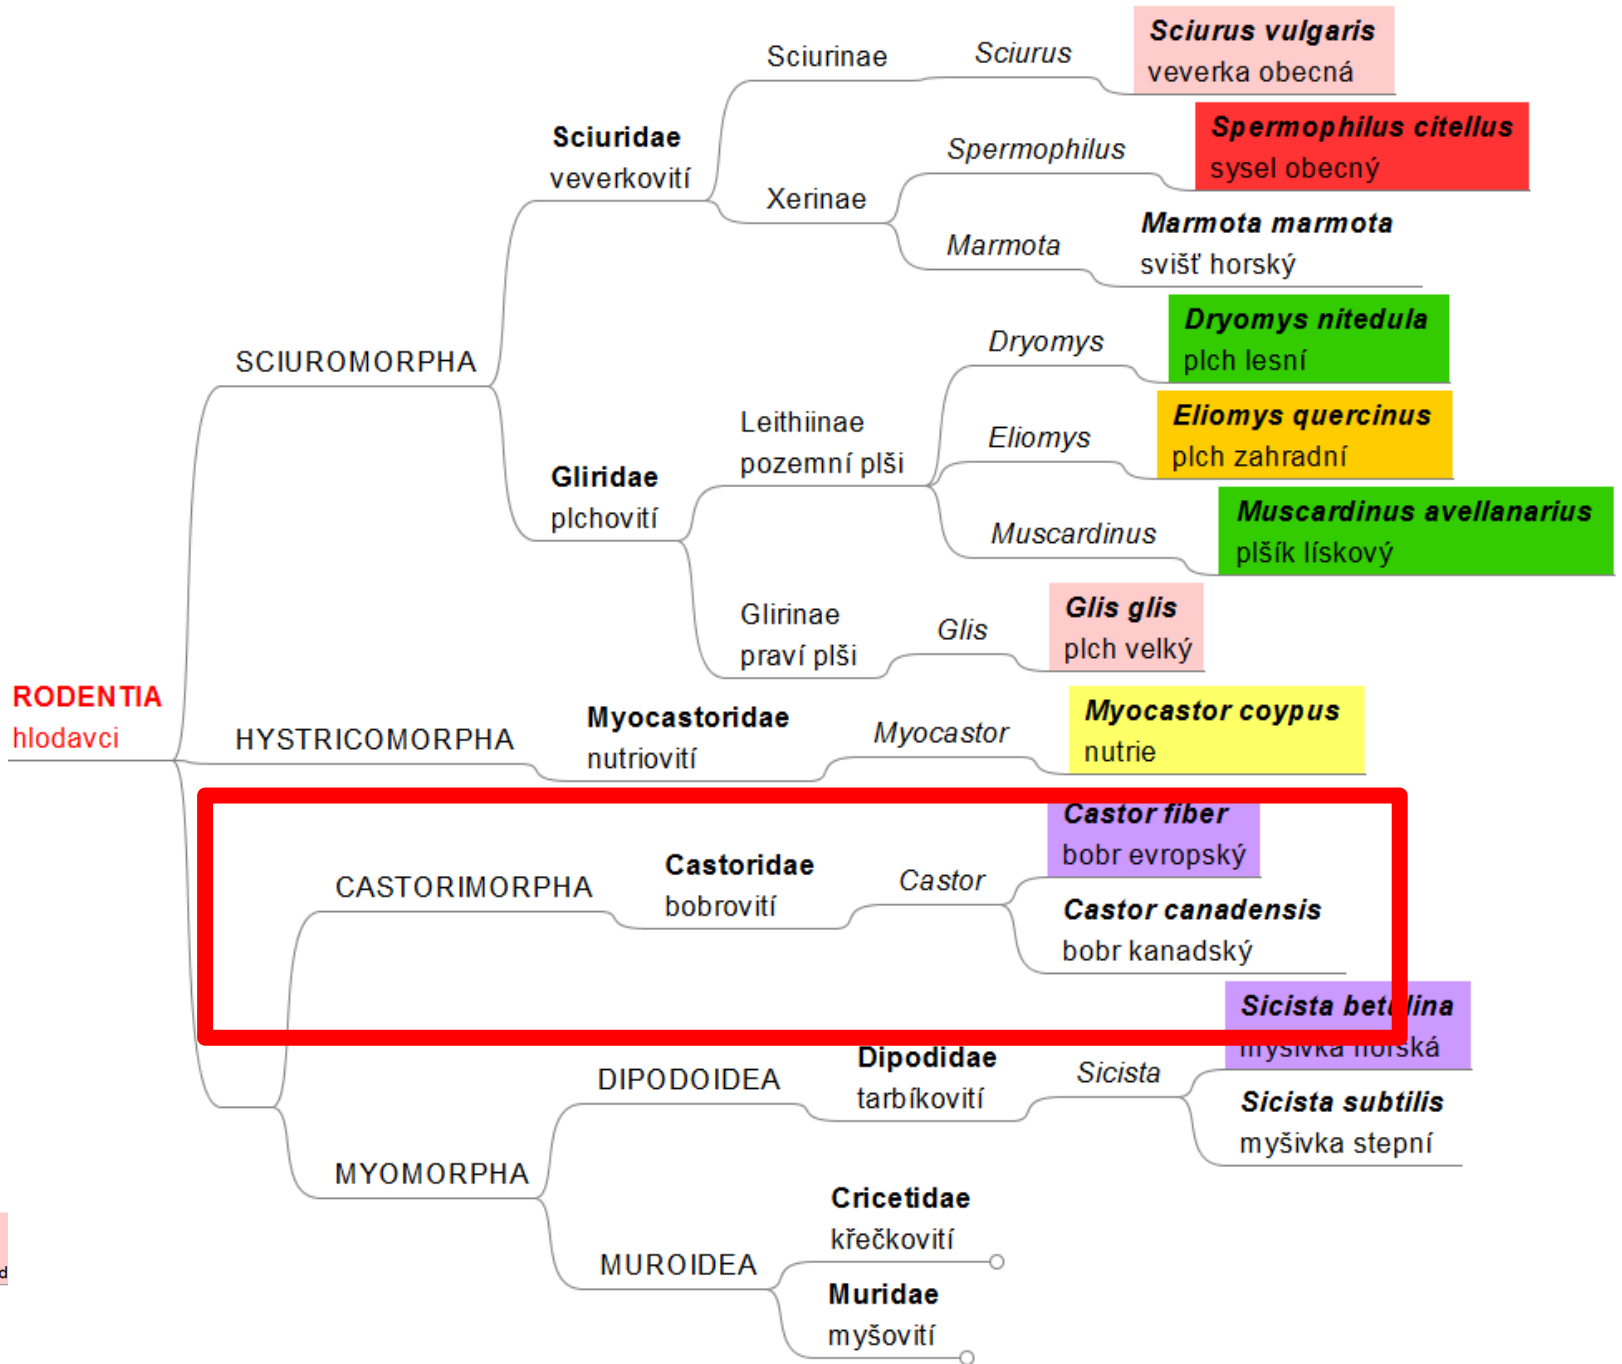 Sciurus vulgaris
veverka obecná
Sciurinae
Sciurus
Spermophilus citellus
sysel obecný
Sciuridae
veverkovití
Spermophilus
Xerinae
Marmota marmota
svišť horský
Marmota
Dryomys nitedula
plch lesní
Dryomys
SCIUROMORPHA
Eliomys quercinus
plch zahradní
Leithiinae
pozemní plši
Eliomys
Gliridae
plchovití
Muscardinus avellanarius
plšík lískový
Muscardinus
Glis glis
plch velký
Glirinae
praví plši
Glis
RODENTIA
hlodavci
HYSTRICOMORPHA
Myocastoridae
nutriovití
Myocastor
Myocastor coypus
nutrie
Castor fiber
bobr evropský
CASTORIMORPHA
Castoridae
bobrovití
Castor
Castor canadensis
bobr kanadský
Sicista betulina
myšivka horská
DIPODOIDEA
Dipodidae
tarbíkovití
Sicista
Sicista subtilis
myšivka stepní
MYOMORPHA
Cricetidae
křečkovití
MUROIDEA
Muridae
myšovití
d